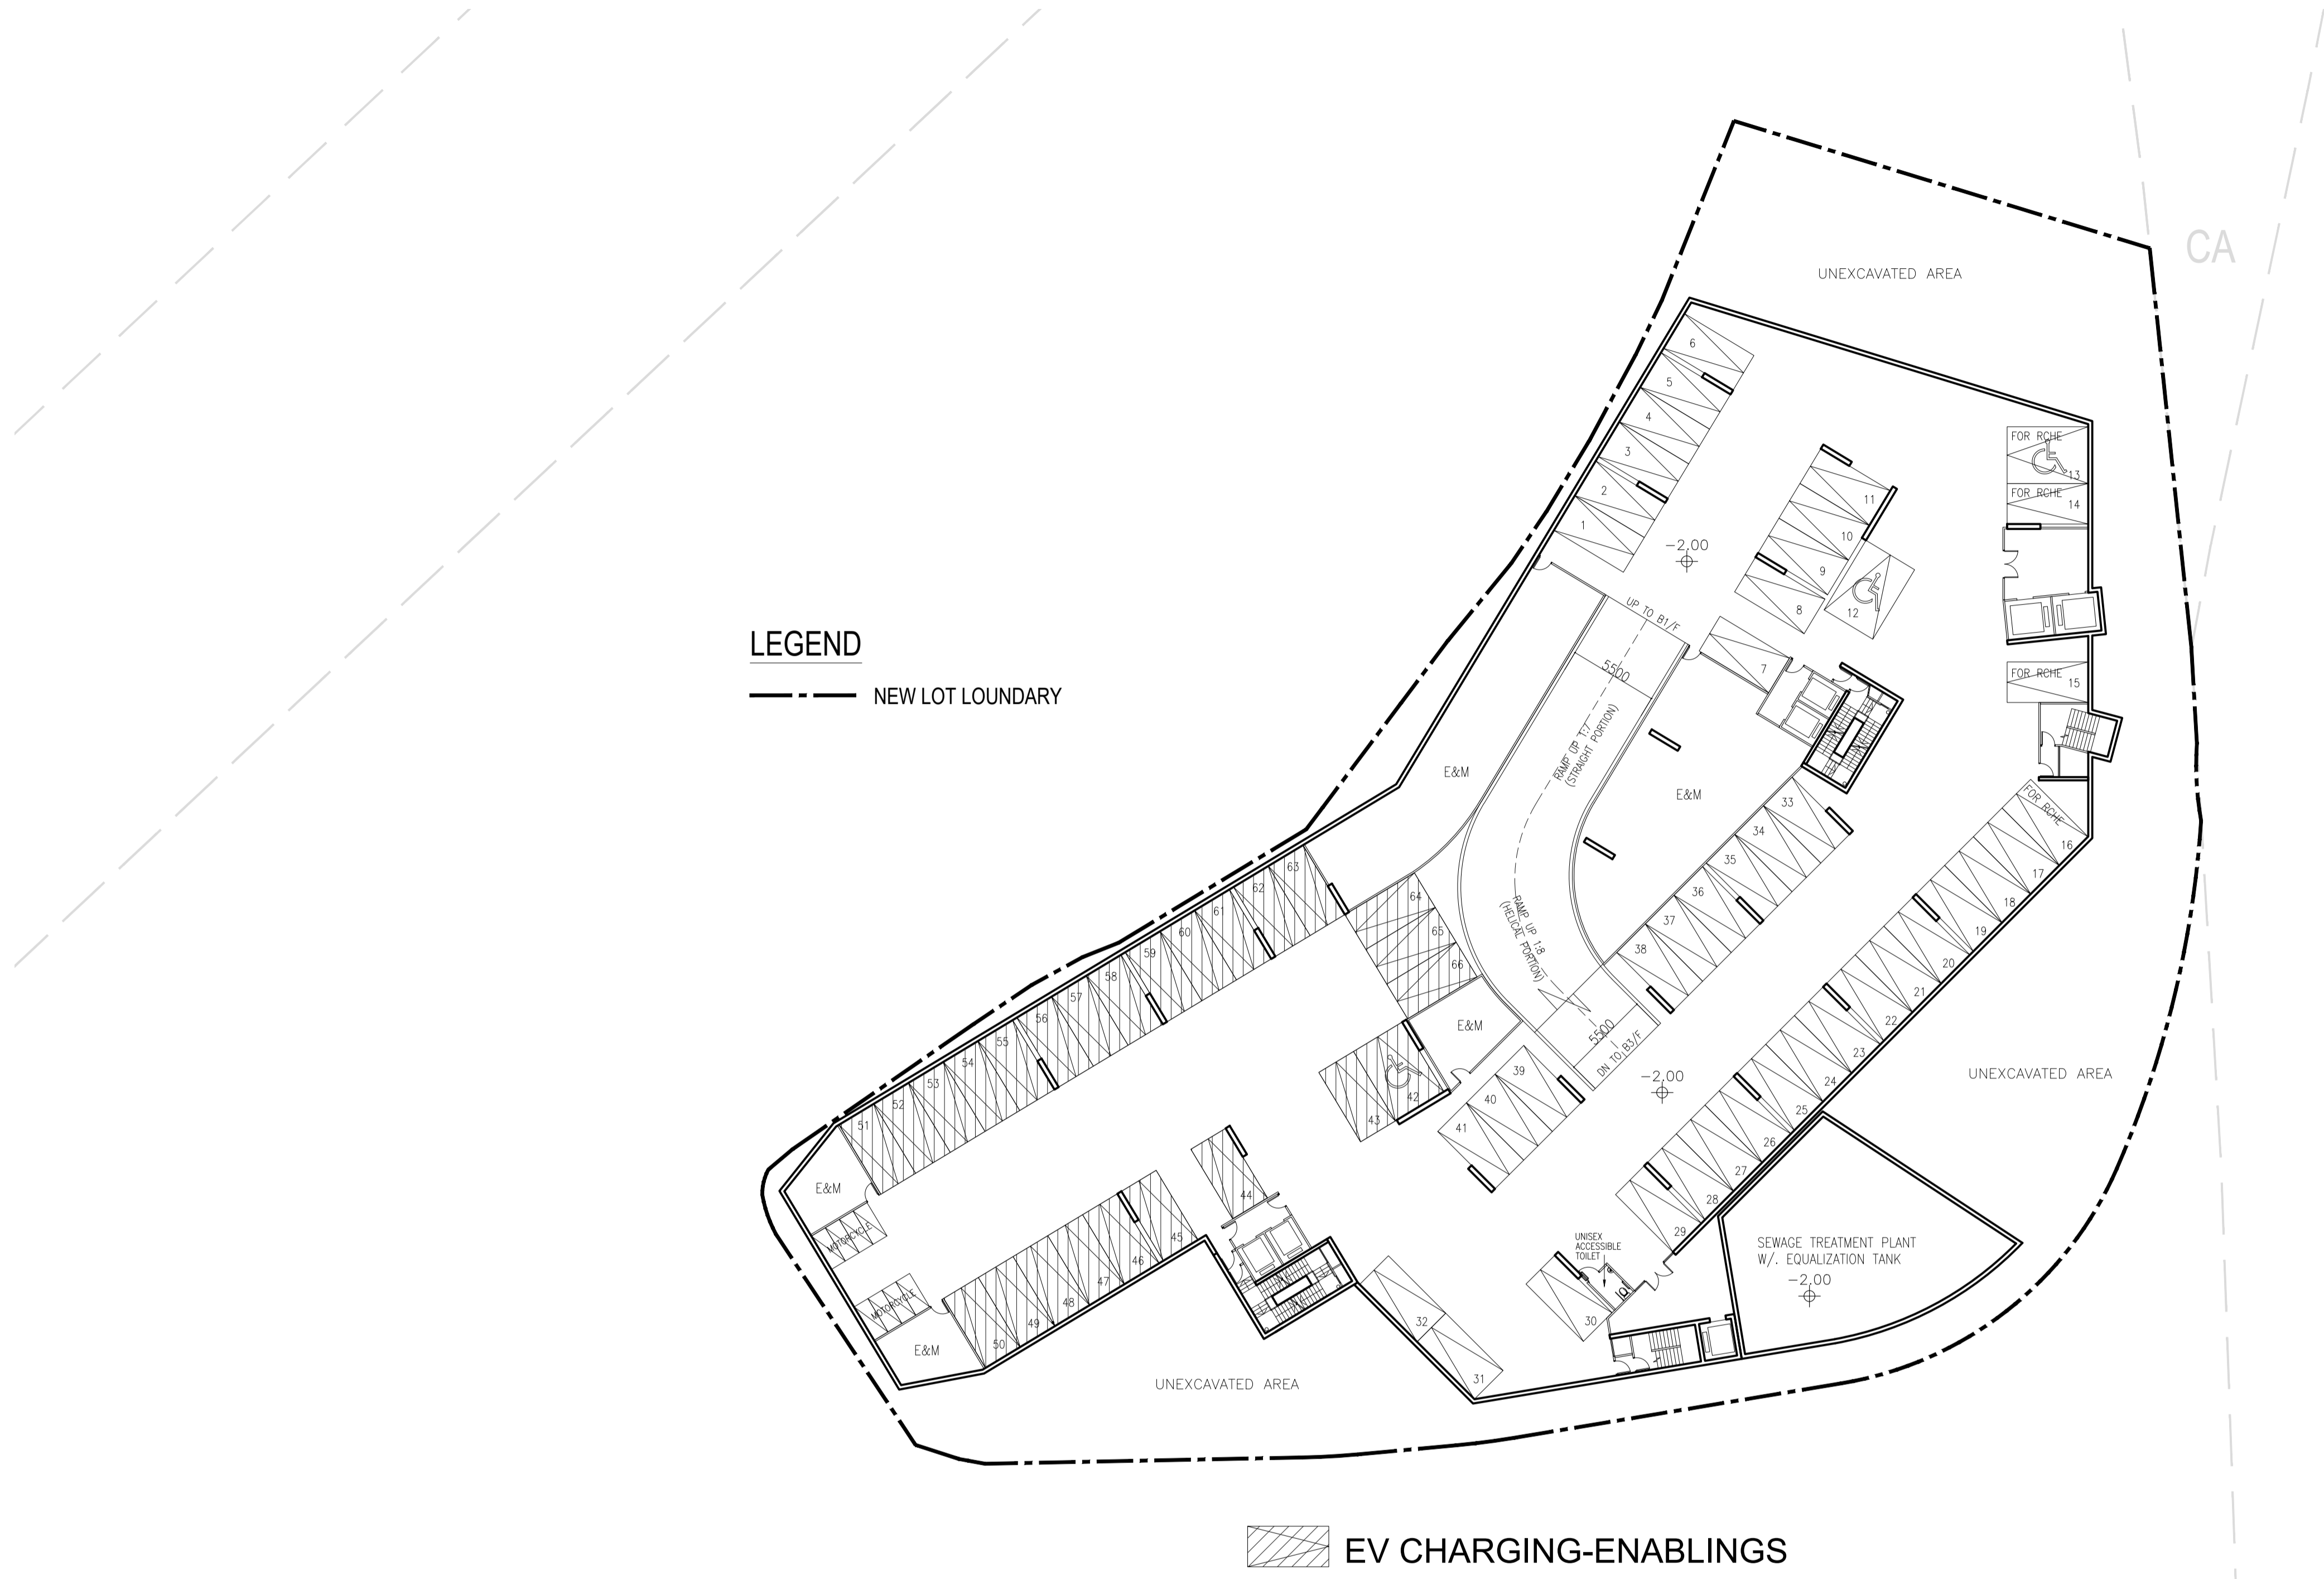 CA
UNEXCAVATED AREA
6
5
4
3
2
1
FOR RCHE
13
FOR RCHE
14
11
10
9
8
12
-2.00
UP TO B1/F
5500
7
FOR RCHE
15
LEGEND
NEW LOT LOUNDARY
RAMP UP 1:7
(STRAIGHT PORTION)
E&M
E&M
33
34
35
36
37
38
FOR RCHE
16
17
18
19
20
21
22
23
24
25
26
27
28
29
RAMP UP 1:8
(HELICAL PORTION)
63
62
61
60
59
58
57
56
55
54
53
52
51
64
65
66
E&M
5500
DN TO B3/F
-2.00
39
40
41
42
43
44
UNEXCAVATED AREA
E&M
MOTORCYCLE
MOTORCYCLE
E&M
45
46
47
48
49
50
UNISEX
ACCESSIBLE
TOILET
SEWAGE TREATMENT PLANT
W/. EQUALIZATION TANK
-2.00
30
32
31
UNEXCAVATED AREA
EV CHARGING-ENABLINGS